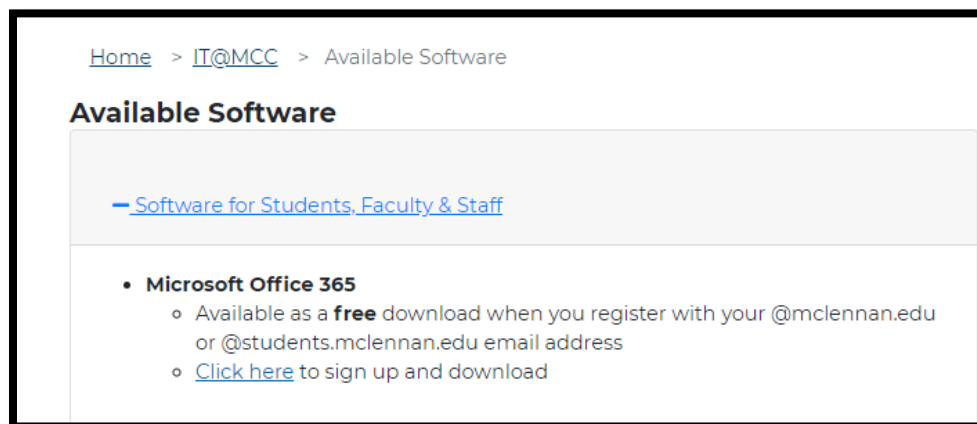 Home > IT@MCC > Available Software
Available Software
Software for Students, Faculty & Staff
• Microsoft Office 365
◦ Available as a free download when you register with your @mclennan.edu
or @students.mclennan.edu email address
◦ Click here to sign up and download